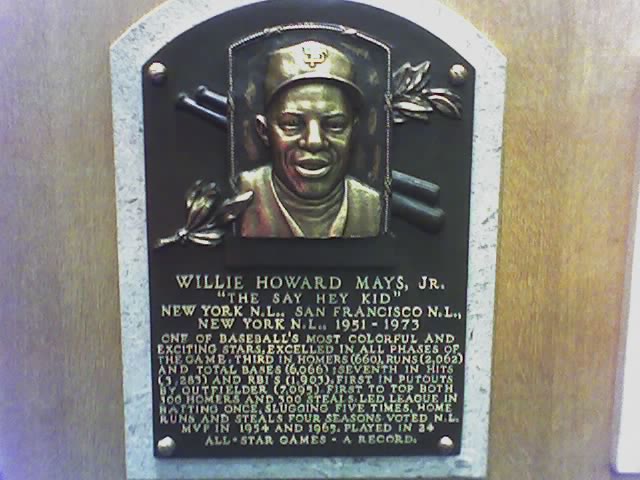 WILLIE HOWARD MAYS, JR.
"THE SAY HEY KID"
NEW YORK N.L., SAN FRANCISCO N.L.,
NEW YORK N.L., 1951 - 1973
ONE OF BASEBALL'S MOST COLORFUL AND
EXCITING STARS. EXCELLED IN ALL PHASES OF
THE GAME. THIRD IN HOMERS (660), RUNS (2,062)
AND TOTAL BASES (6,066); SEVENTH IN HITS
(3,283) AND RBI'S (1,903). FIRST IN PUTOUTS
BY OUTFIELDER (7,095). FIRST TO TOP BOTH
300 HOMERS AND 300 STEALS. LED LEAGUE IN
BATTING ONCE, SLUGGING FIVE TIMES, HOME
RUNS AND STEALS FOUR SEASONS. VOTED N.L.
MVP IN 1954 AND 1965. PLAYED IN 24
ALL-STAR GAMES - A RECORD.